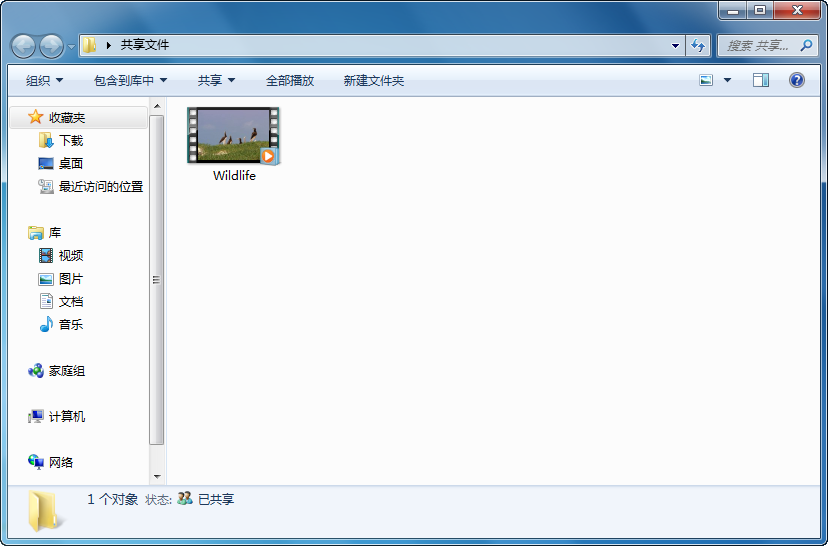 共享文件
搜索 共享...
组织
包含到库中
共享
全部播放
新建文件夹
收藏夹
下载
桌面
最近访问的位置
库
视频
图片
文档
音乐
家庭组
计算机
网络
Wildlife
1 个对象 状态: 已共享